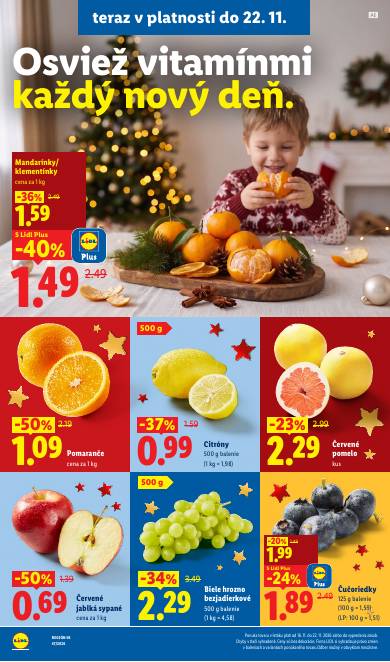 teraz v platnosti do 22. 11.
Osviež vitamínmi
každý nový deň.
Mandarínky/
klementínky
cena za 1 kg
-36% 2.49
1.59
S Lidl Plus
-40%
LIDL
Plus
1.49 2.49
-50% 2.19
1.09
Pomaranče
cena za 1 kg
500 g
-37% 1.59
0.99
Citróny
500 g balenie
(1 kg = 1,98)
-23% 2.99
2.29
Červené
pomelo
kus
-50% 1.39
0.69
Červené
jablká sypané
cena za 1 kg
500 g
-34% 3.49
2.29
Biele hrozno
bezjadierkové
500 g balenie
(1 kg = 4,58)
-20%
1.99
S Lidl Plus
-24%
LIDL
Plus
1.89 2.49
Čučoriedky
125 g balenie
(100 g = 1,59)
(LP: 100 g = 1,51)
LIDL